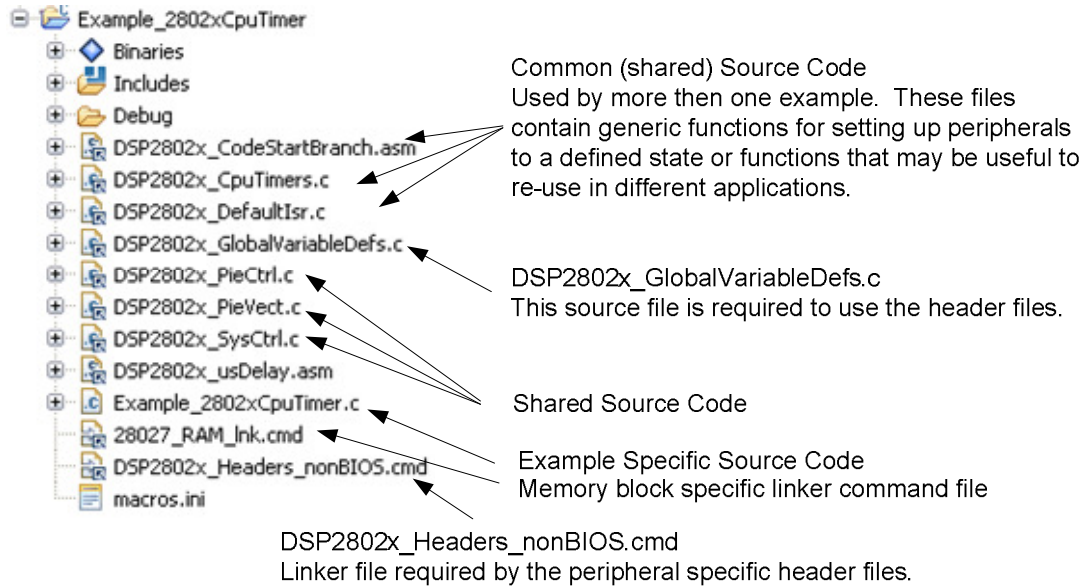 Example_2802xCpuTimer
Binaries
Includes
Debug
DSP2802x_CodeStartBranch.asm
DSP2802x_CpuTimers.c
DSP2802x_DefaultIsr.c
DSP2802x_GlobalVariableDefs.c
DSP2802x_PieCtrl.c
DSP2802x_PieVect.c
DSP2802x_SysCtrl.c
DSP2802x_usDelay.asm
Example_2802xCpuTimer.c
28027_RAM_lnk.cmd
DSP2802x_Headers_nonBIOS.cmd
macros.ini
Common (shared) Source Code
Used by more then one example. These files
contain generic functions for setting up peripherals
to a defined state or functions that may be useful to
re-use in different applications.
DSP2802x_GlobalVariableDefs.c
This source file is required to use the header files.
Shared Source Code
Example Specific Source Code
Memory block specific linker command file
DSP2802x_Headers_nonBIOS.cmd
Linker file required by the peripheral specific header files.